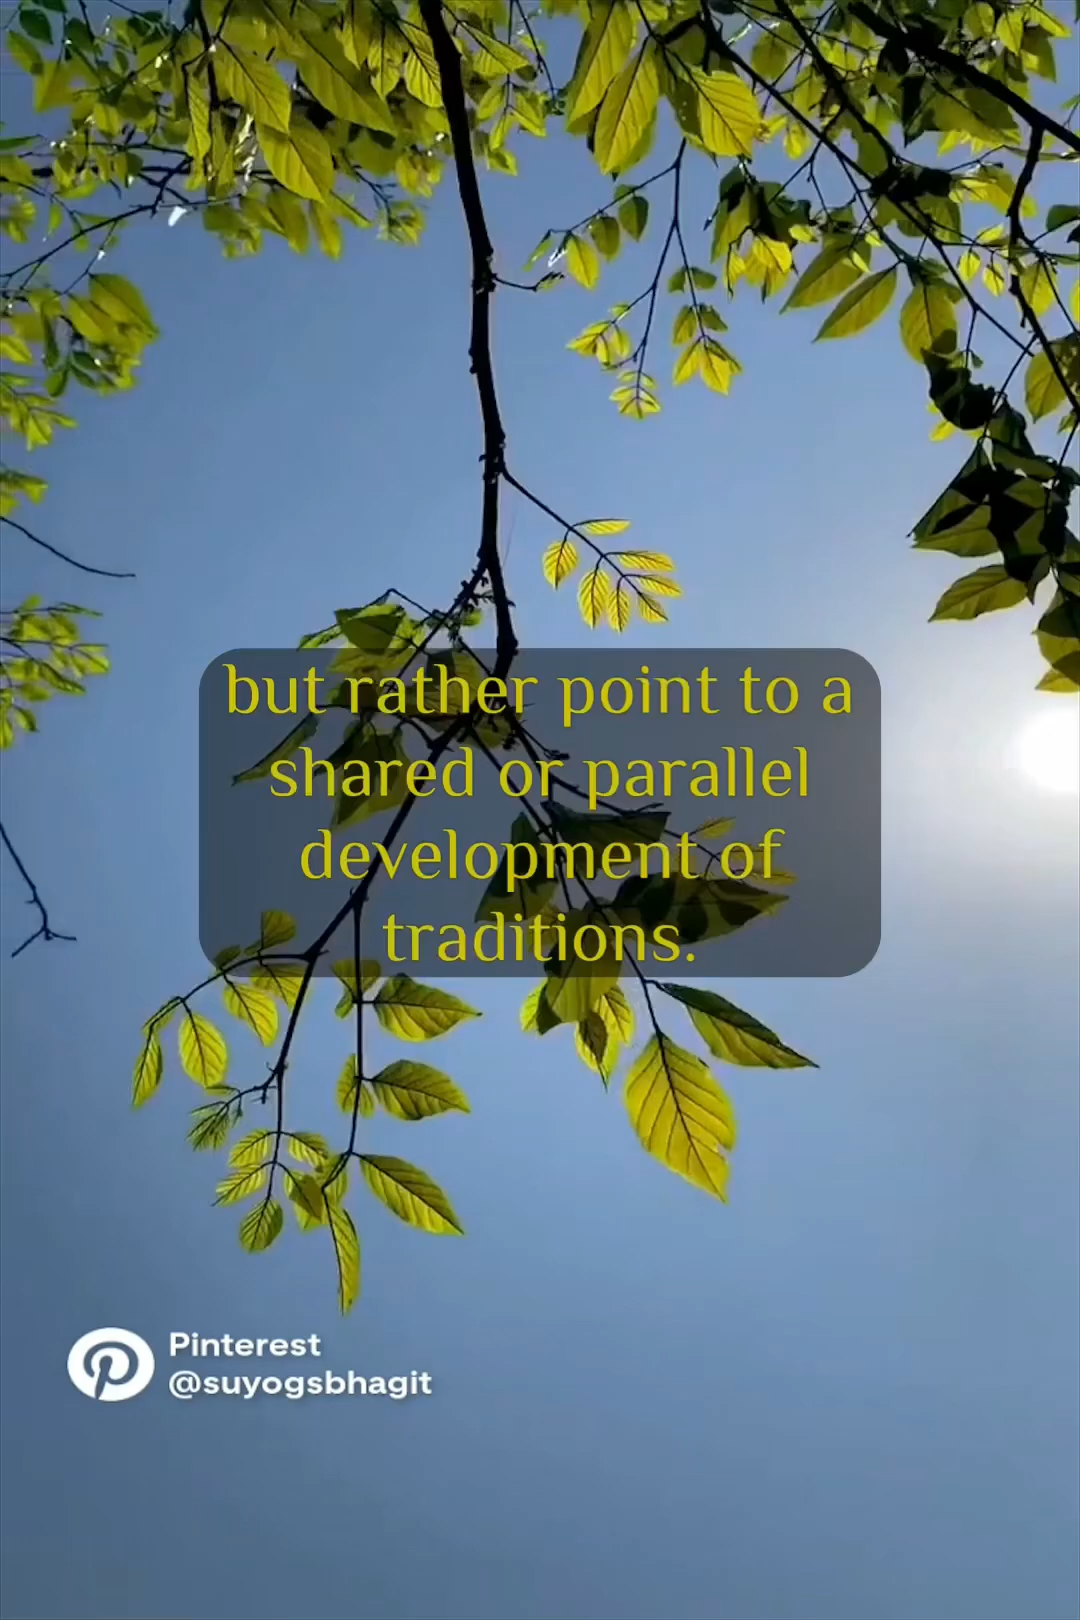 but rather point to a
shared or parallel
development of
traditions.
Pinterest
@suyogsbhagit